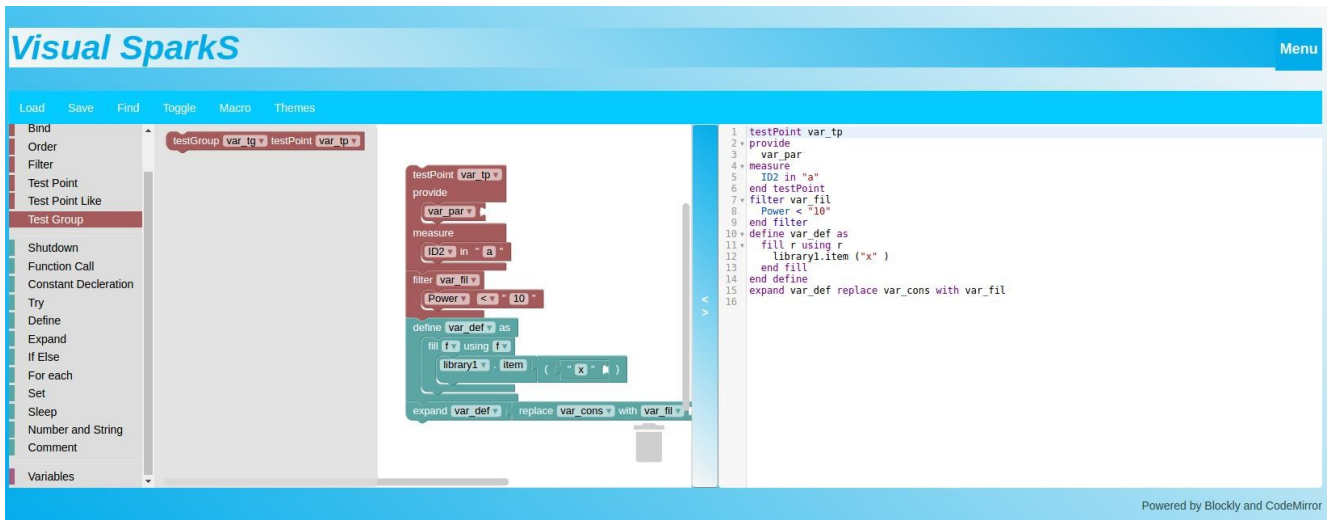 Visual SparkS
Menu
Load Save Find Toggle Macro Themes
Bind
Order
Filter
Test Point
Test Point Like
Test Group
Shutdown
Function Call
Constant Decleration
Try
Define
Expand
If Else
For each
Set
Sleep
Number and String
Comment
Variables
testGroup var_tg testPoint var_tp
testPoint var_tp
provide
var_par
measure
ID2 in " a "
filter var_fil
Power < " 10 "
define var_def as
fill f using f
library1 . item ( " x " )
expand var_def replace var_cons with var_fil
< >
1 testPoint var_tp
2 provide
3 var_par
4 measure
5 ID2 in "a"
6 end testPoint
7 filter var_fil
8 Power < "10"
9 end filter
10 define var_def as
11 fill r using r
12 library1.item ("x" )
13 end fill
14 end define
15 expand var_def replace var_cons with var_fil
16
Powered by Blockly and CodeMirror